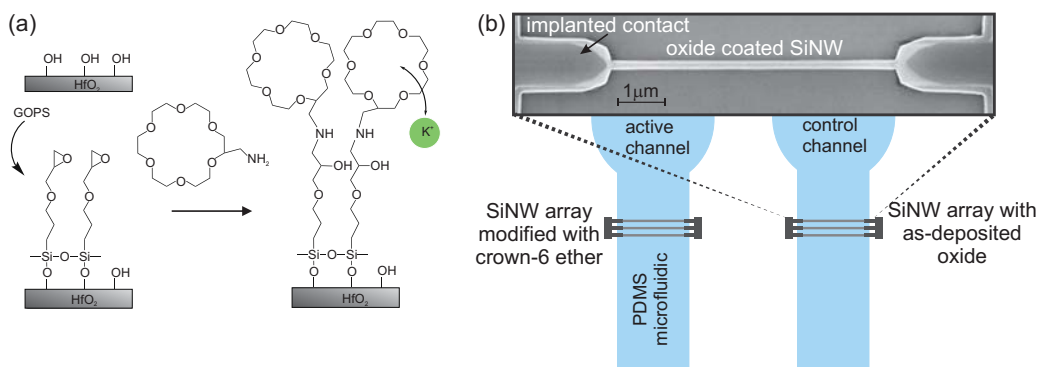 (a)
OH OH OH
HfO₂
GOPS
O O
O O
Si O Si
O O OH
HfO₂
O O O O O O
NH₂
O O O O O O
O O O O O O
NH NH
K⁺
OH OH
O O
Si O Si
O O OH
HfO₂
(b)
implanted contact
oxide coated SiNW
1μm
active
channel
control
channel
SiNW array
modified with
crown-6 ether
SiNW array with
as-deposited
oxide
PDMS
microfluidic